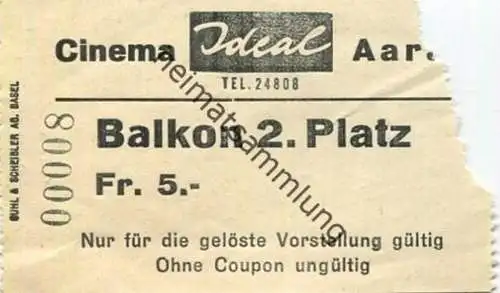 Cinema Ideal Aar
TEL. 24808
Balkon 2. Platz
Fr. 5.-
Nur für die gelöste Vorstellung gültig
Ohne Coupon ungültig
00008
GUHL & SCHEIBLER AG, BASEL
heimatsammlung